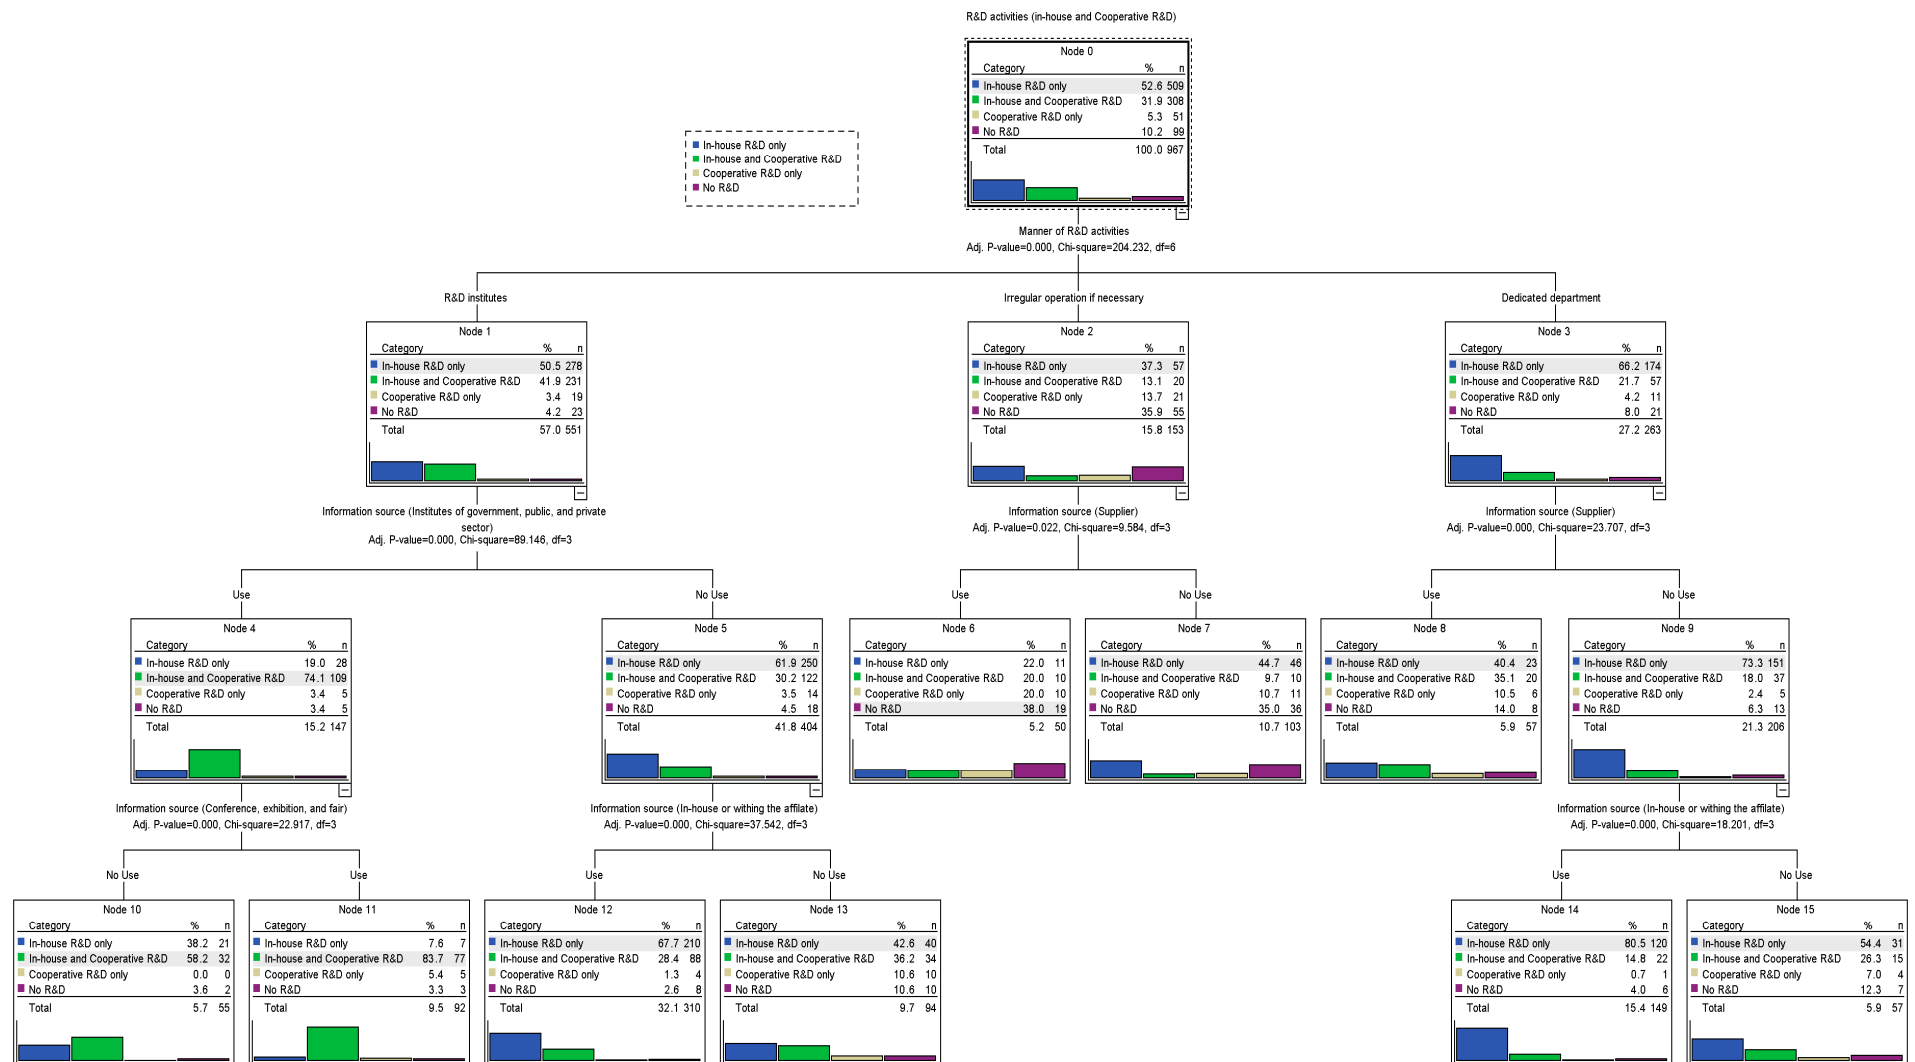 R&D activities (in-house and Cooperative R&D)
Node 0
Category % n
In-house R&D only 52.6 509
In-house and Cooperative R&D 31.9 308
Cooperative R&D only 5.3 51
No R&D 10.2 99
Total 100.0 967
In-house R&D only
In-house and Cooperative R&D
Cooperative R&D only
No R&D
Manner of R&D activities
Adj. P-value=0.000, Chi-square=204.232, df=6
R&D institutes
Irregular operation if necessary
Dedicated department
Node 1
Category % n
In-house R&D only 50.5 278
In-house and Cooperative R&D 41.9 231
Cooperative R&D only 3.4 19
No R&D 4.2 23
Total 57.0 551
Node 2
Category % n
In-house R&D only 37.3 57
In-house and Cooperative R&D 13.1 20
Cooperative R&D only 13.7 21
No R&D 35.9 55
Total 15.8 153
Node 3
Category % n
In-house R&D only 66.2 174
In-house and Cooperative R&D 21.7 57
Cooperative R&D only 4.2 11
No R&D 8.0 21
Total 27.2 263
Information source (Institutes of government, public, and private
sector)
Adj. P-value=0.000, Chi-square=89.146, df=3
Information source (Supplier)
Adj. P-value=0.022, Chi-square=9.584, df=3
Information source (Supplier)
Adj. P-value=0.000, Chi-square=23.707, df=3
Use
No Use
Use
No Use
Use
No Use
Node 4
Category % n
In-house R&D only 19.0 28
In-house and Cooperative R&D 74.1 109
Cooperative R&D only 3.4 5
No R&D 3.4 5
Total 15.2 147
Node 5
Category % n
In-house R&D only 61.9 250
In-house and Cooperative R&D 30.2 122
Cooperative R&D only 3.5 14
No R&D 4.5 18
Total 41.8 404
Node 6
Category % n
In-house R&D only 22.0 11
In-house and Cooperative R&D 20.0 10
Cooperative R&D only 20.0 10
No R&D 38.0 19
Total 5.2 50
Node 7
Category % n
In-house R&D only 44.7 46
In-house and Cooperative R&D 9.7 10
Cooperative R&D only 10.7 11
No R&D 35.0 36
Total 10.7 103
Node 8
Category % n
In-house R&D only 40.4 23
In-house and Cooperative R&D 35.1 20
Cooperative R&D only 10.5 6
No R&D 14.0 8
Total 5.9 57
Node 9
Category % n
In-house R&D only 73.3 151
In-house and Cooperative R&D 18.0 37
Cooperative R&D only 2.4 5
No R&D 6.3 13
Total 21.3 206
Information source (Conference, exhibition, and fair)
Adj. P-value=0.000, Chi-square=22.917, df=3
Information source (In-house or withing the affilate)
Adj. P-value=0.000, Chi-square=37.542, df=3
Information source (In-house or withing the affilate)
Adj. P-value=0.000, Chi-square=18.201, df=3
No Use
Use
Use
No Use
Use
No Use
Node 10
Category % n
In-house R&D only 38.2 21
In-house and Cooperative R&D 58.2 32
Cooperative R&D only 0.0 0
No R&D 3.6 2
Total 5.7 55
Node 11
Category % n
In-house R&D only 7.6 7
In-house and Cooperative R&D 83.7 77
Cooperative R&D only 5.4 5
No R&D 3.3 3
Total 9.5 92
Node 12
Category % n
In-house R&D only 67.7 210
In-house and Cooperative R&D 28.4 88
Cooperative R&D only 1.3 4
No R&D 2.6 8
Total 32.1 310
Node 13
Category % n
In-house R&D only 42.6 40
In-house and Cooperative R&D 36.2 34
Cooperative R&D only 10.6 10
No R&D 10.6 10
Total 9.7 94
Node 14
Category % n
In-house R&D only 80.5 120
In-house and Cooperative R&D 14.8 22
Cooperative R&D only 0.7 1
No R&D 4.0 6
Total 15.4 149
Node 15
Category % n
In-house R&D only 54.4 31
In-house and Cooperative R&D 26.3 15
Cooperative R&D only 7.0 4
No R&D 12.3 7
Total 5.9 57